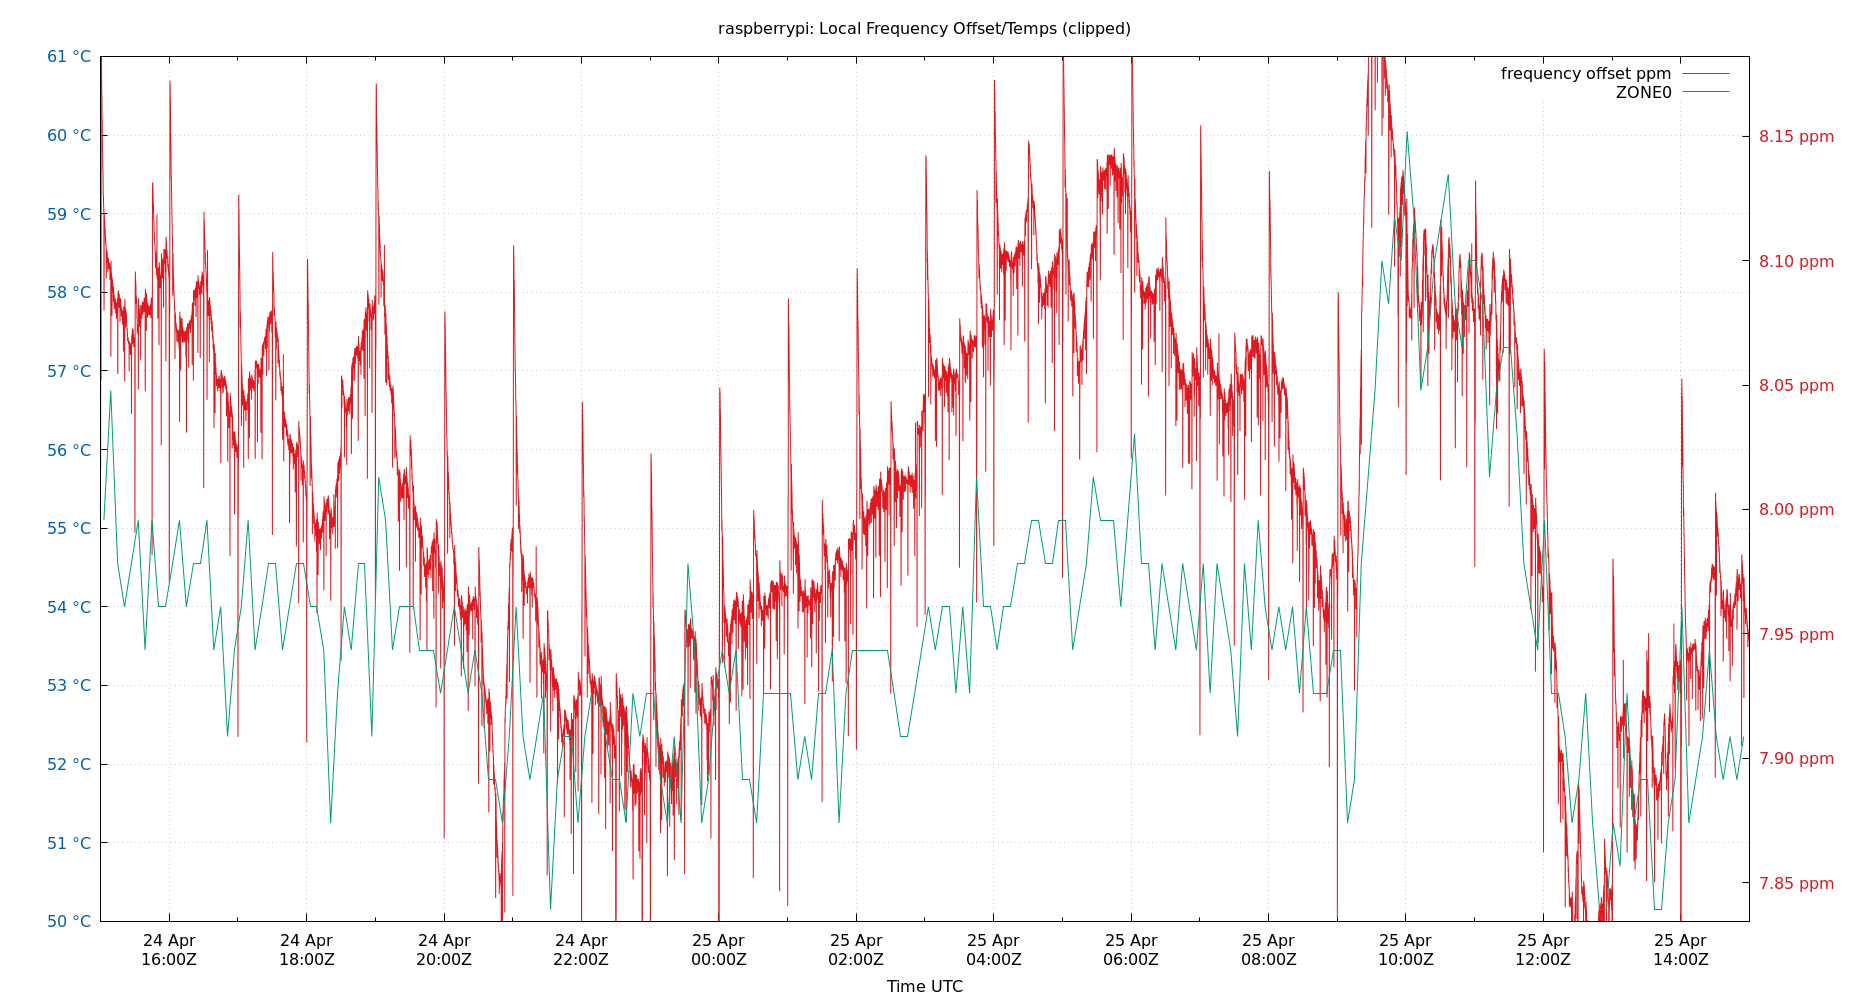 raspberrypi: Local Frequency Offset/Temps (clipped)
61 °C
60 °C
59 °C
58 °C
57 °C
56 °C
55 °C
54 °C
53 °C
52 °C
51 °C
50 °C
frequency offset ppm
ZONE0
8.15 ppm
8.10 ppm
8.05 ppm
8.00 ppm
7.95 ppm
7.90 ppm
7.85 ppm
24 Apr
16:00Z
24 Apr
18:00Z
24 Apr
20:00Z
24 Apr
22:00Z
25 Apr
00:00Z
25 Apr
02:00Z
25 Apr
04:00Z
25 Apr
06:00Z
25 Apr
08:00Z
25 Apr
10:00Z
25 Apr
12:00Z
25 Apr
14:00Z
Time UTC